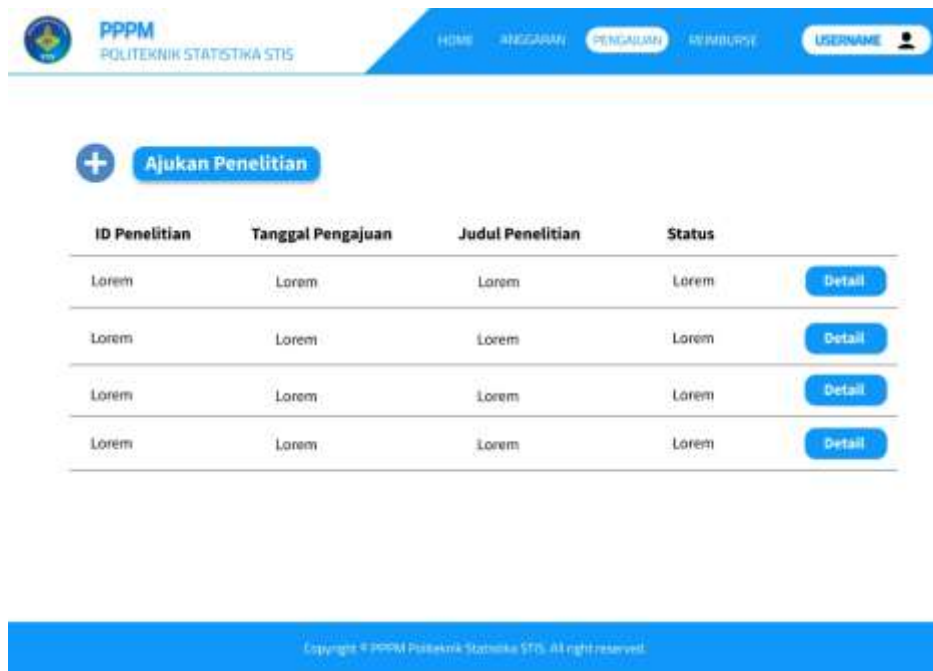 PPPM
POLITEKNIK STATISTIKA STIS
HOME ANGGARAN PENGAJUAN REIMBURSE USERNAME
Ajukan Penelitian
ID Penelitian Tanggal Pengajuan Judul Penelitian Status
Lorem Lorem Lorem Lorem Detail
Lorem Lorem Lorem Lorem Detail
Lorem Lorem Lorem Lorem Detail
Lorem Lorem Lorem Lorem Detail
Copyright © PPPM Politeknik Statistika STIS. All right reserved.